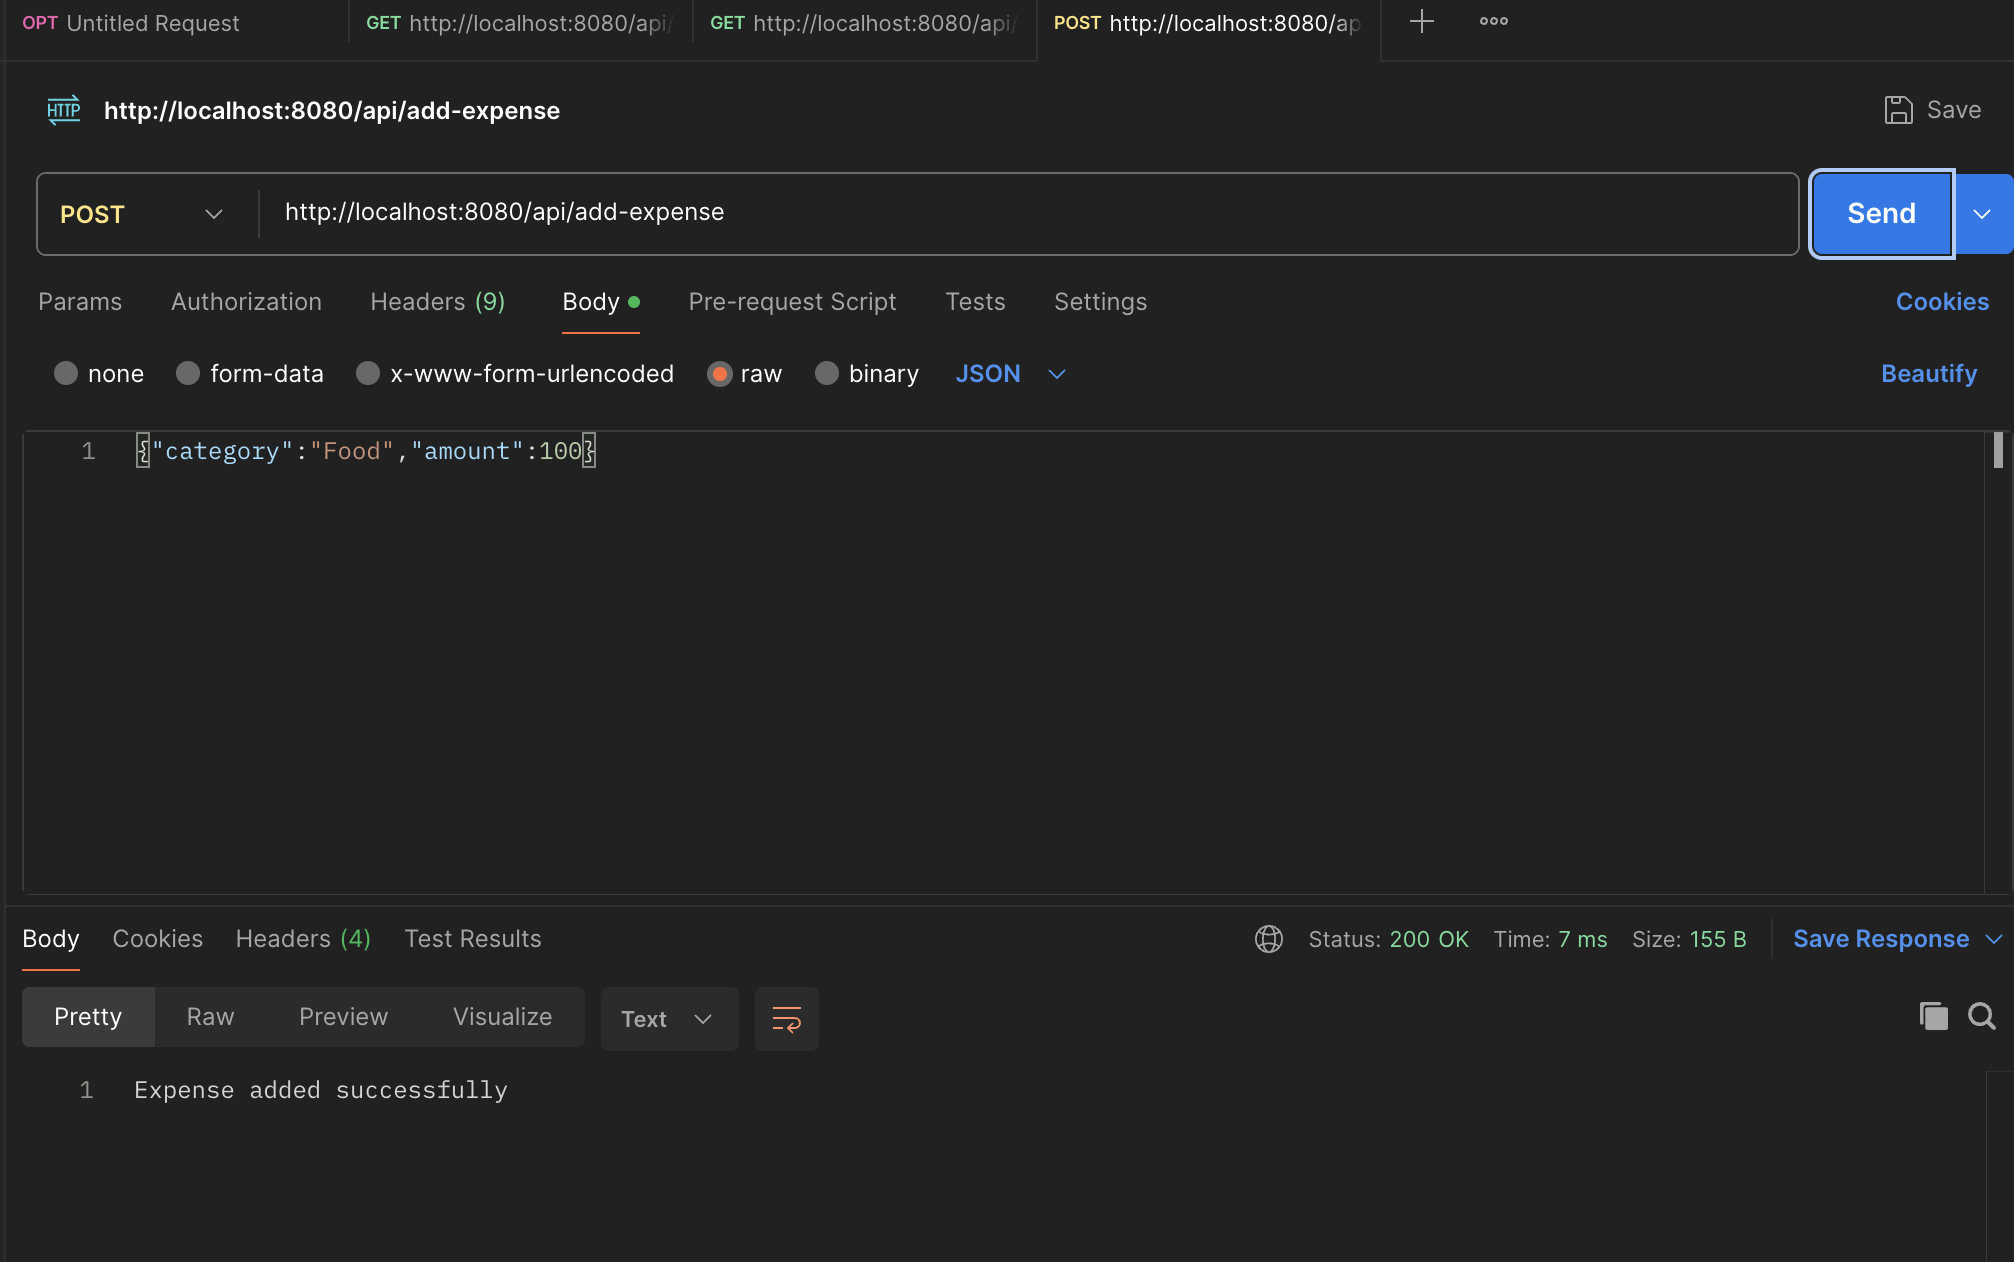 OPT Untitled Request GET http://localhost:8080/api/ GET http://localhost:8080/api/ POST http://localhost:8080/ap
HTTP http://localhost:8080/api/add-expense Save
POST http://localhost:8080/api/add-expense Send
Params Authorization Headers (9) Body Pre-request Script Tests Settings Cookies
none form-data x-www-form-urlencoded raw binary JSON Beautify
1 {"category":"Food","amount":100}
Body Cookies Headers (4) Test Results Status: 200 OK Time: 7 ms Size: 155 B Save Response
Pretty Raw Preview Visualize Text
1 Expense added successfully